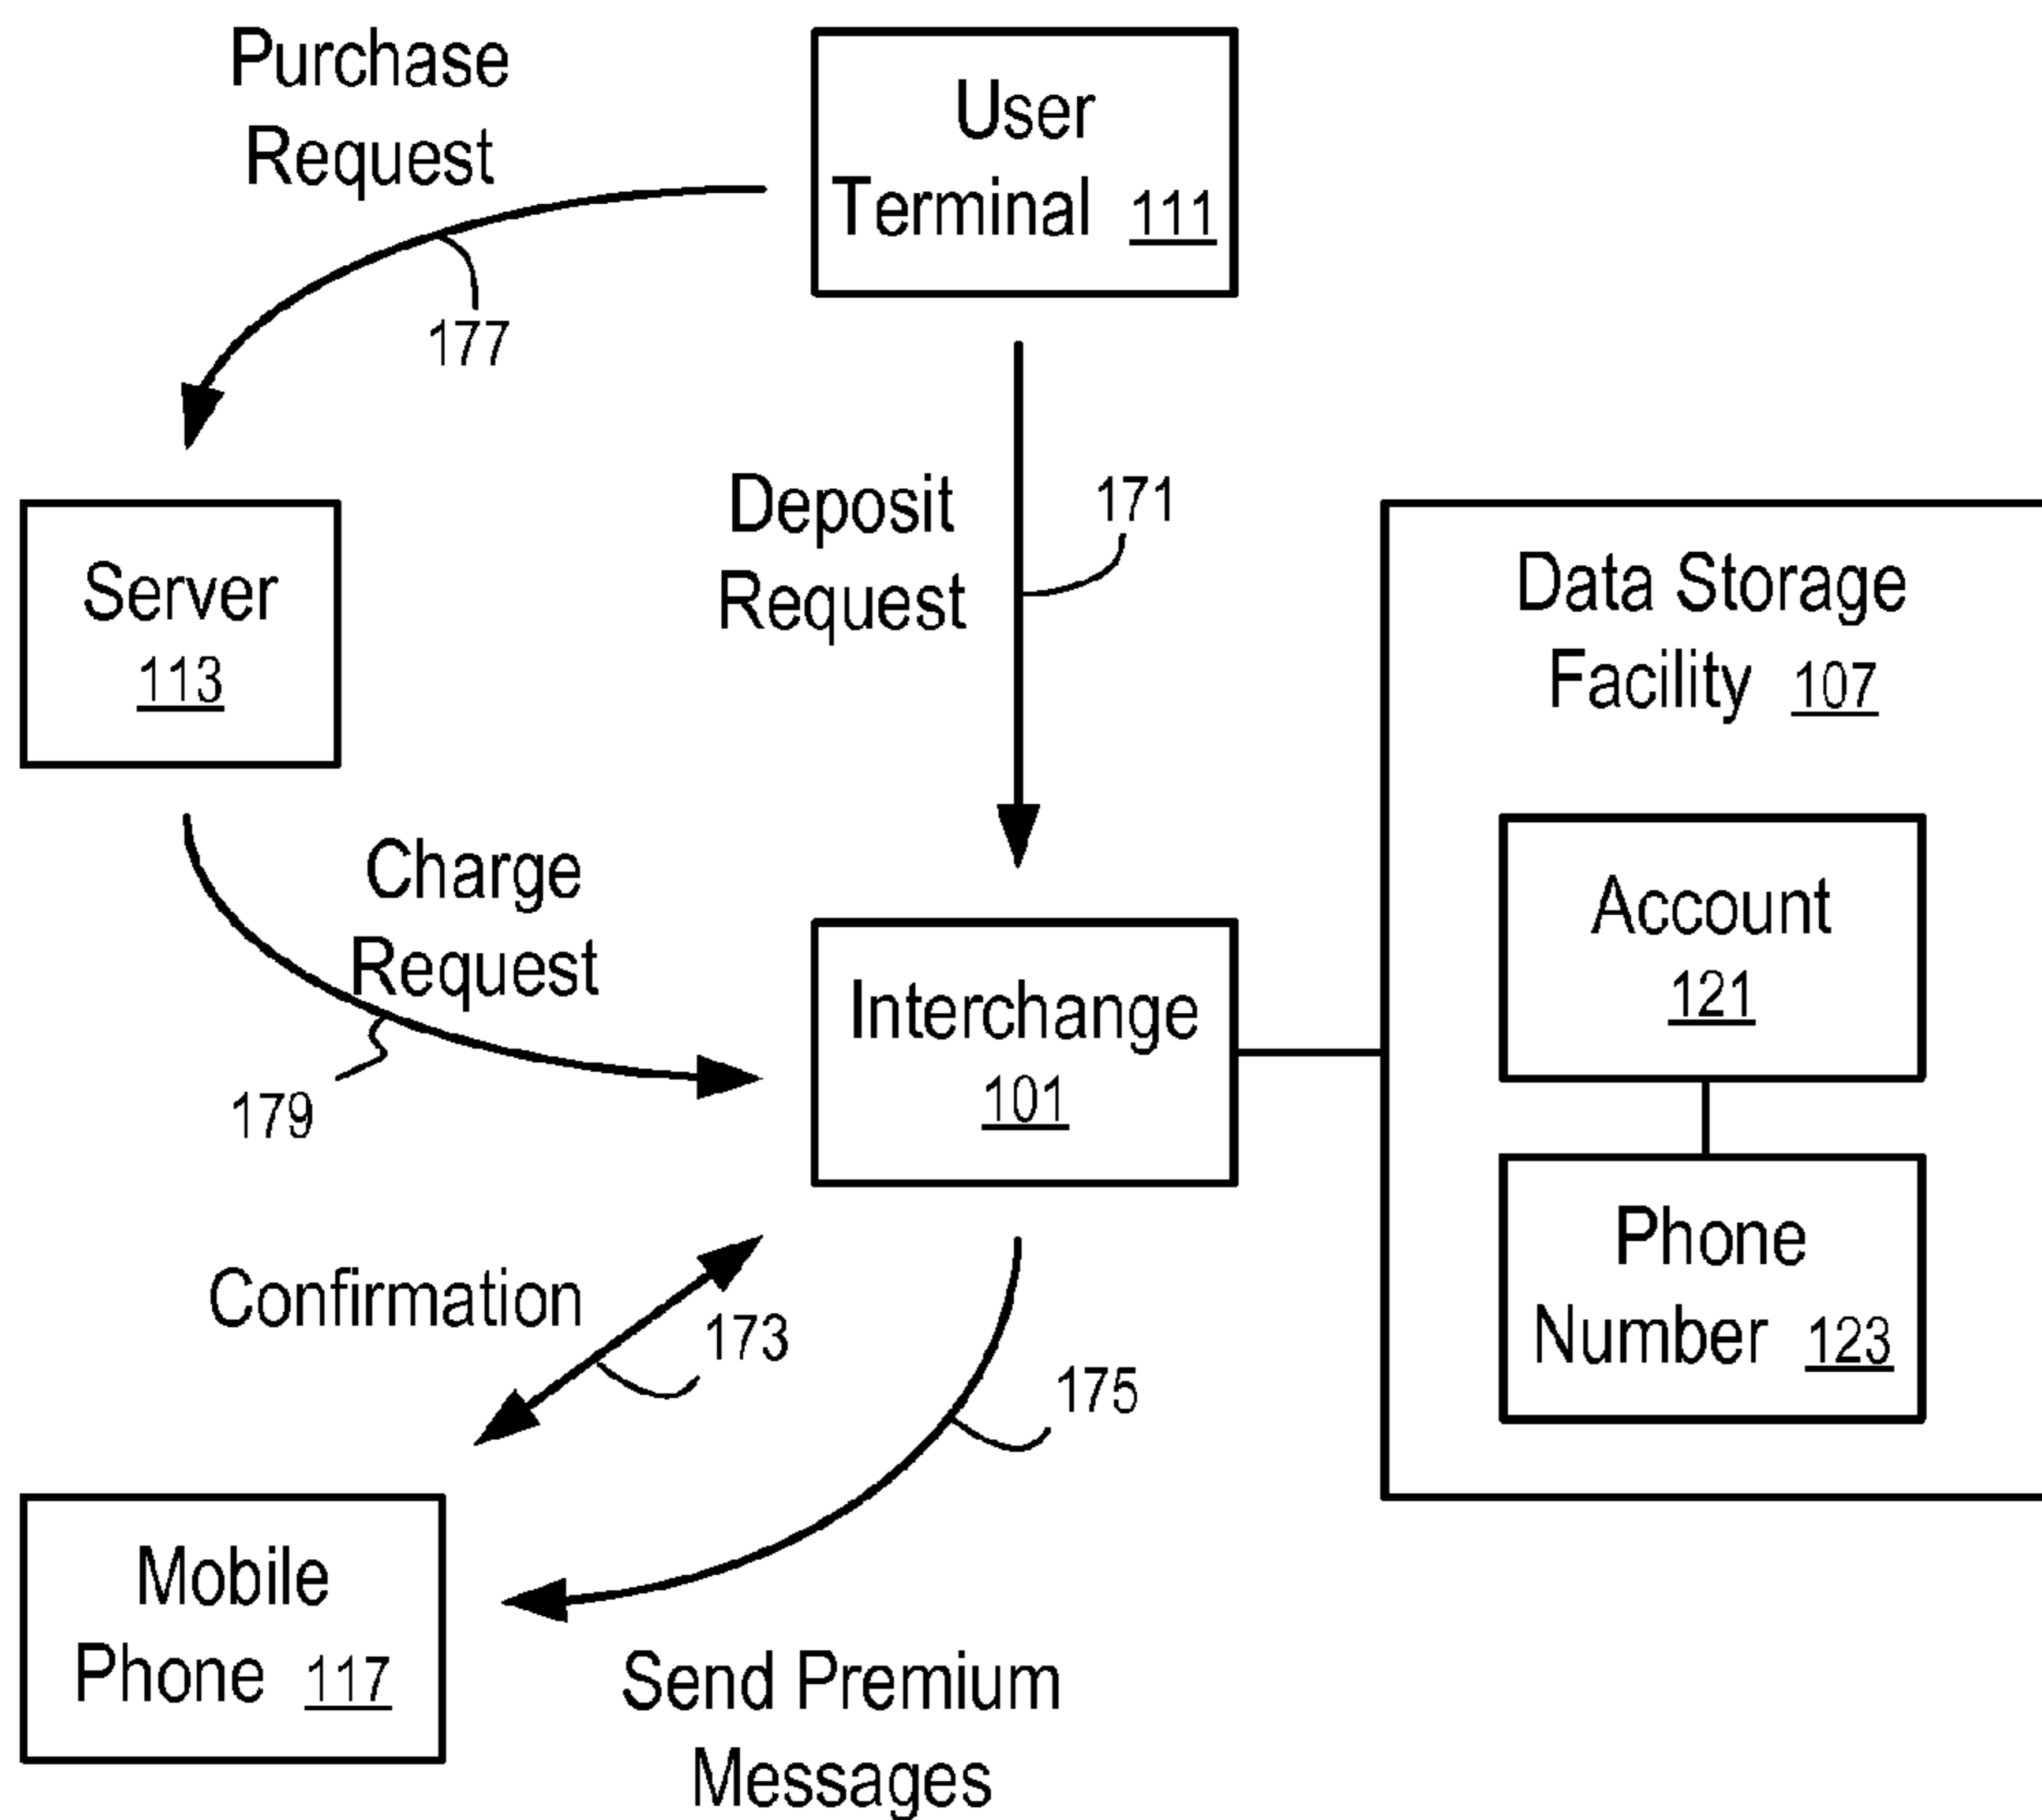 Purchase
Request
177
User
Terminal 111
Deposit
Request
171
Server
113
Data Storage
Facility 107
Charge
Request
179
Interchange
101
Account
121
Phone
Number 123
Confirmation
173
175
Mobile
Phone 117
Send Premium
Messages